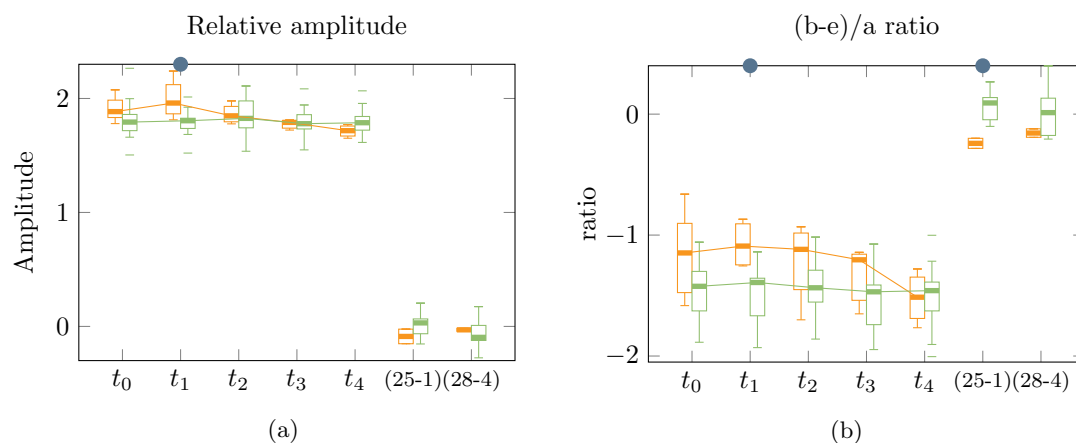 Relative amplitude
Amplitude
2
1
0
t₀ t₁ t₂ t₃ t₄ (25-1)(28-4)
(a)
(b-e)/a ratio
ratio
0
−1
−2
t₀ t₁ t₂ t₃ t₄ (25-1)(28-4)
(b)